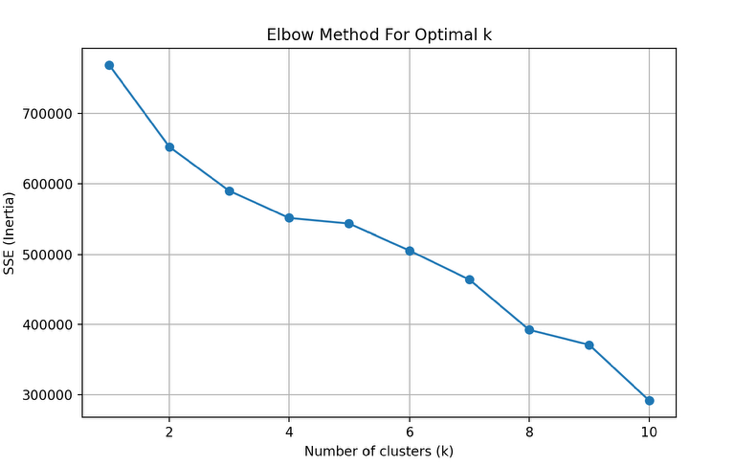 Elbow Method For Optimal k
700000
600000
500000
400000
300000
SSE (Inertia)
2 4 6 8 10
Number of clusters (k)